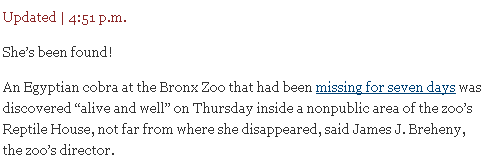 Updated | 4:51 p.m.
She’s been found!
An Egyptian cobra at the Bronx Zoo that had been missing for seven days was
discovered “alive and well” on Thursday inside a nonpublic area of the zoo’s
Reptile House, not far from where she disappeared, said James J. Breheny,
the zoo’s director.